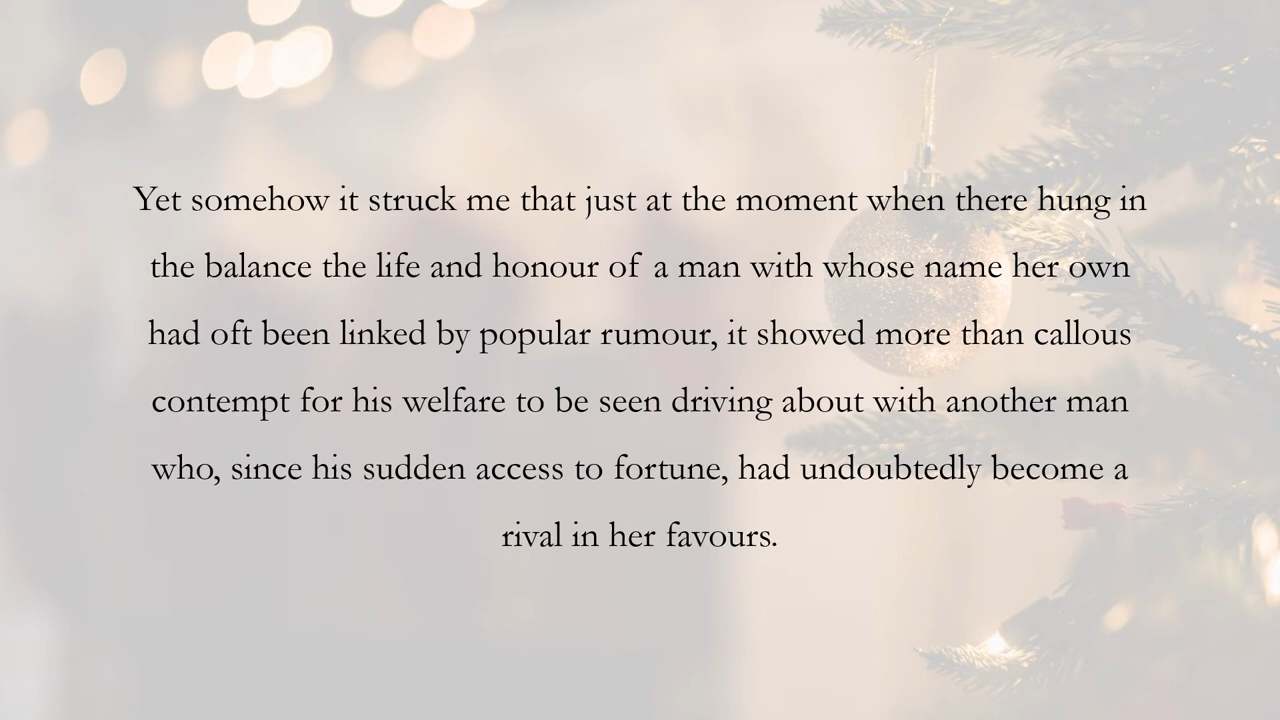 Yet somehow it struck me that just at the moment when there hung in
the balance the life and honour of a man with whose name her own
had oft been linked by popular rumour, it showed more than callous
contempt for his welfare to be seen driving about with another man
who, since his sudden access to fortune, had undoubtedly become a
rival in her favours.